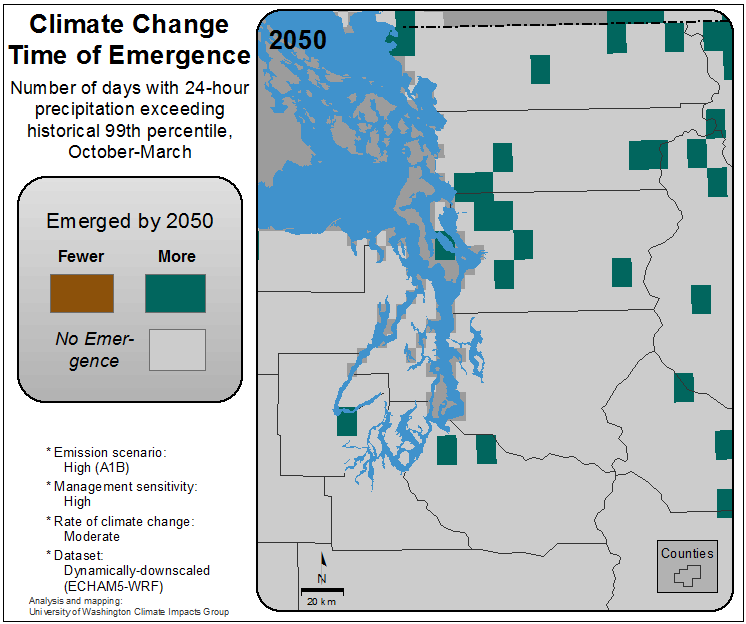 Climate Change
Time of Emergence
Number of days with 24-hour
precipitation exceeding
historical 99th percentile,
October-March
Emerged by 2050
Fewer
More
No Emer-
gence
* Emission scenario:
High (A1B)
* Management sensitivity:
High
* Rate of climate change:
Moderate
* Dataset:
Dynamically-downscaled
(ECHAM5-WRF)
Analysis and mapping:
University of Washington Climate Impacts Group
2050
N
20 km
Counties